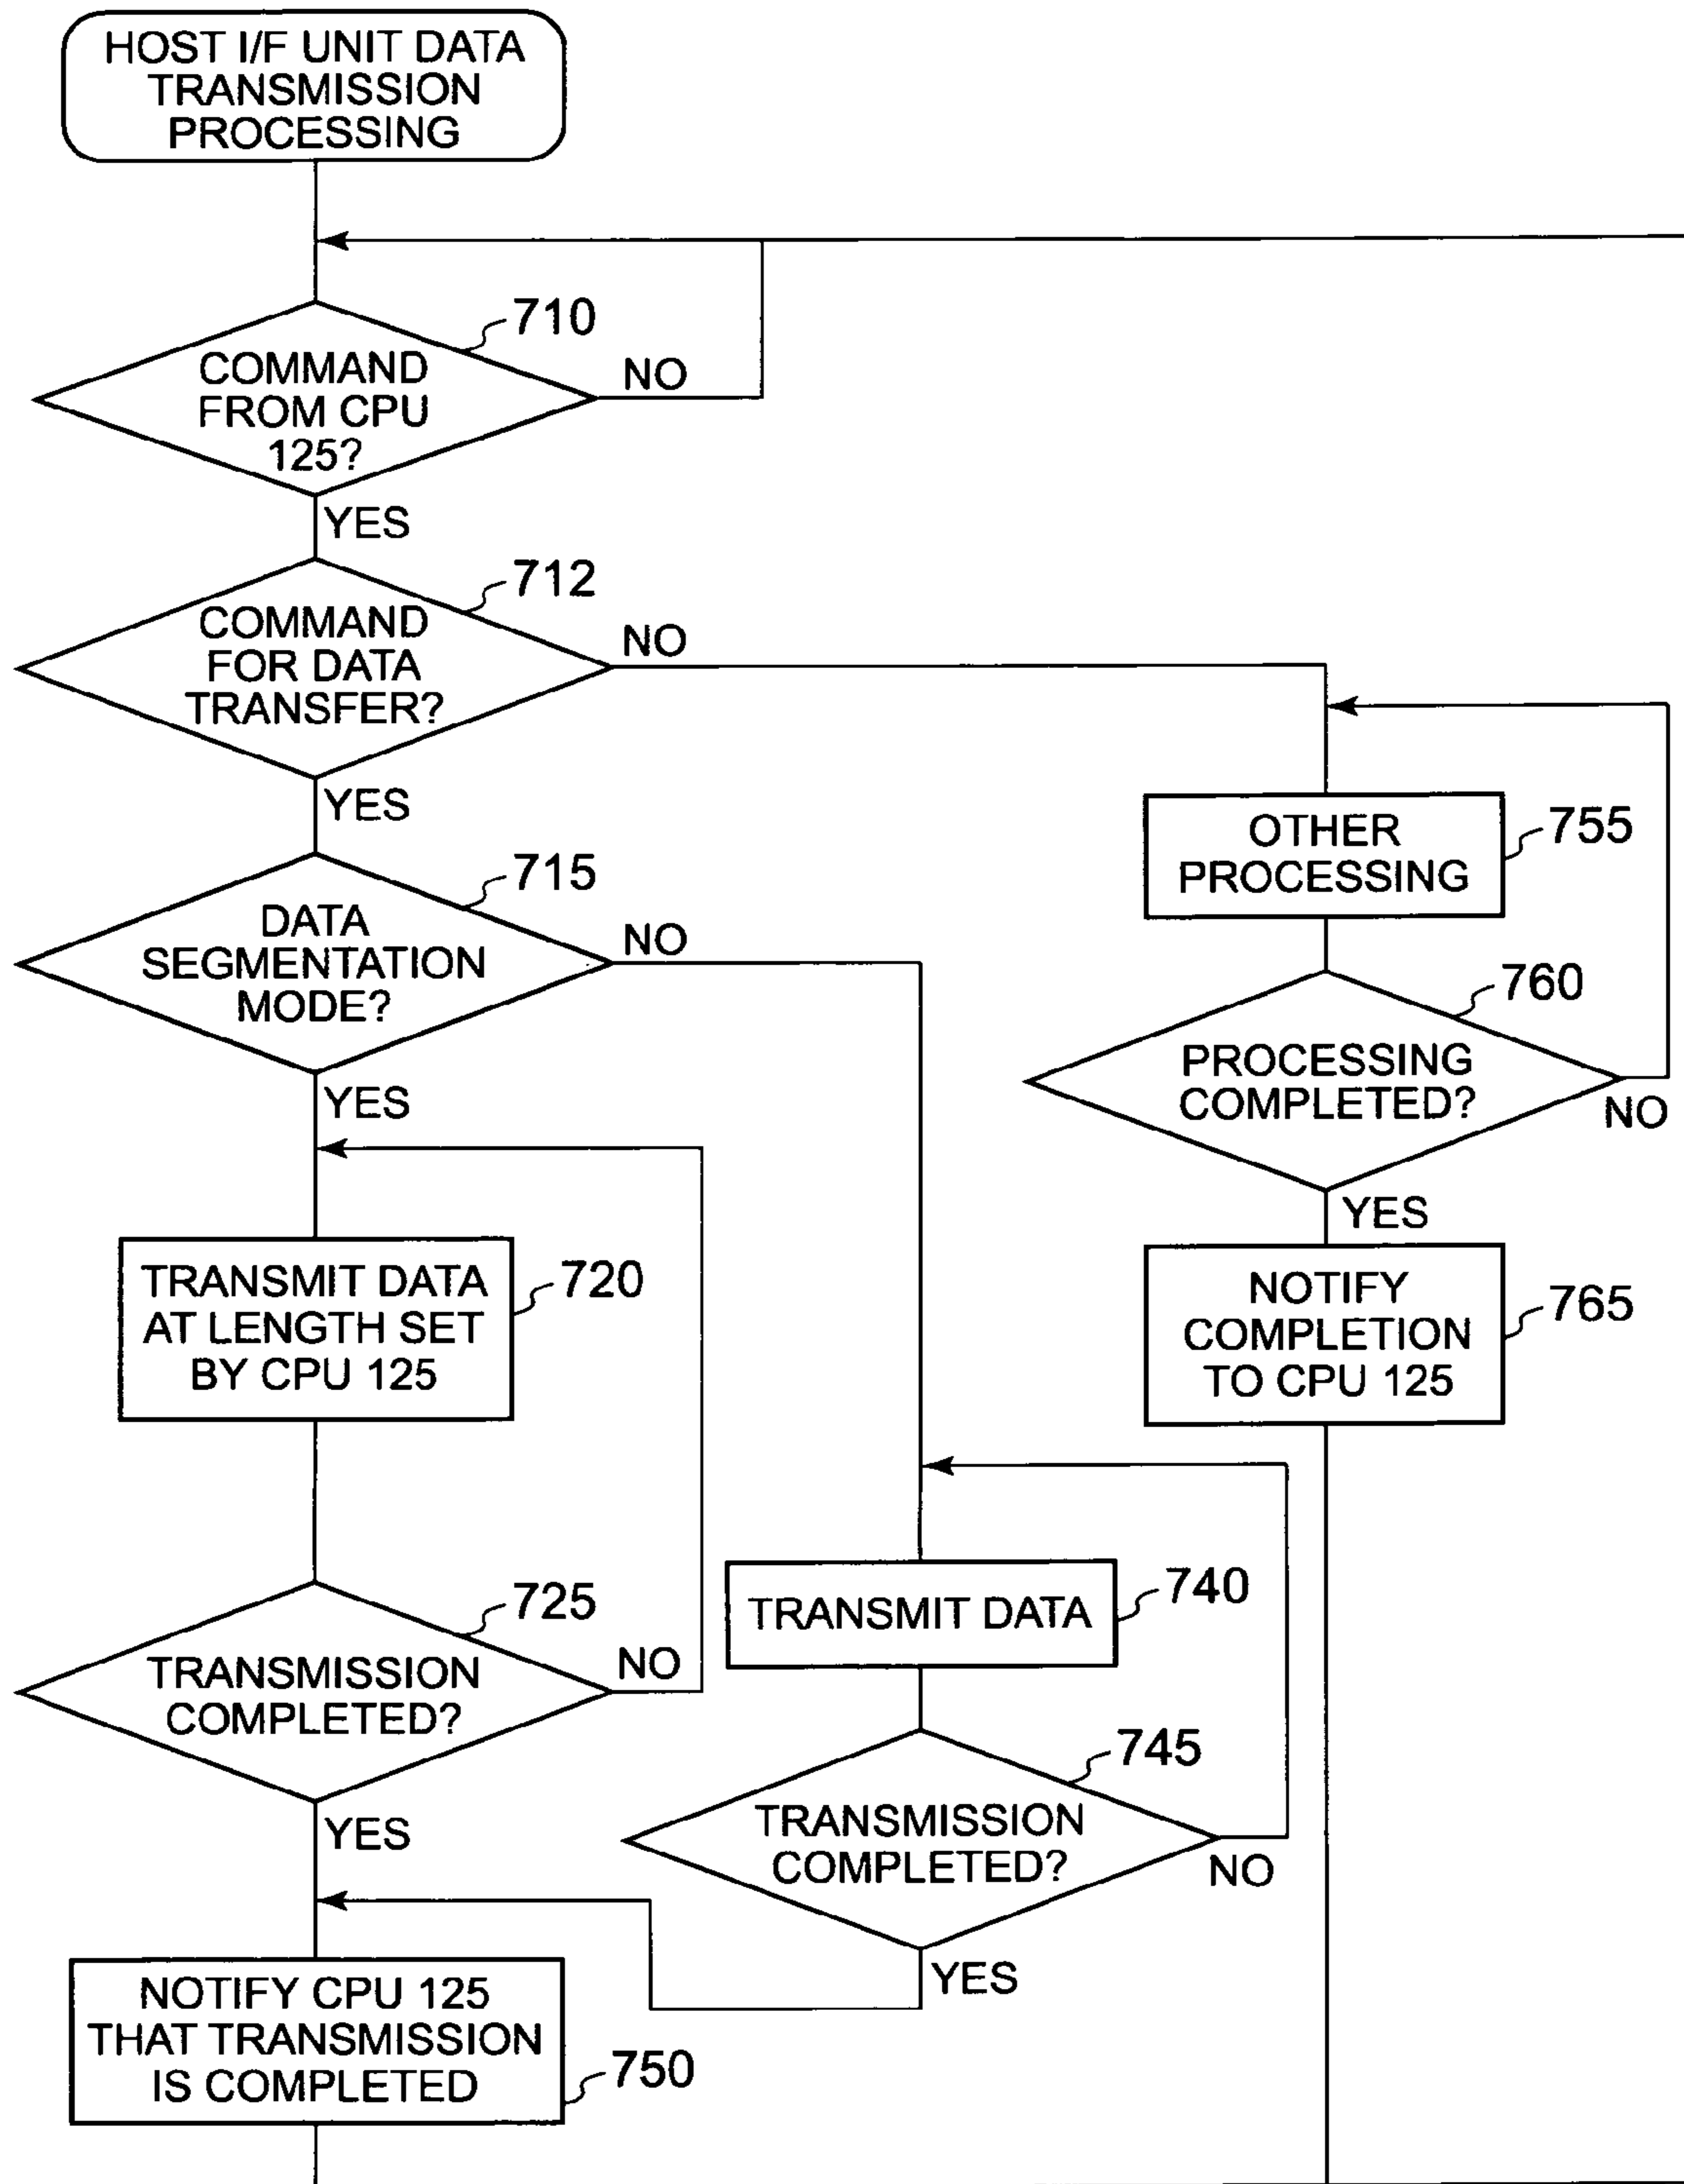 HOST I/F UNIT DATA
TRANSMISSION
PROCESSING
710
COMMAND
FROM CPU
125?
NO
YES
712
COMMAND
FOR DATA
TRANSFER?
NO
YES
715
DATA
SEGMENTATION
MODE?
NO
YES
OTHER
PROCESSING
755
760
PROCESSING
COMPLETED?
NO
YES
NOTIFY
COMPLETION
TO CPU 125
765
TRANSMIT DATA
AT LENGTH SET
BY CPU 125
720
725
TRANSMISSION
COMPLETED?
NO
YES
TRANSMIT DATA
740
745
TRANSMISSION
COMPLETED?
NO
YES
NOTIFY CPU 125
THAT TRANSMISSION
IS COMPLETED
750